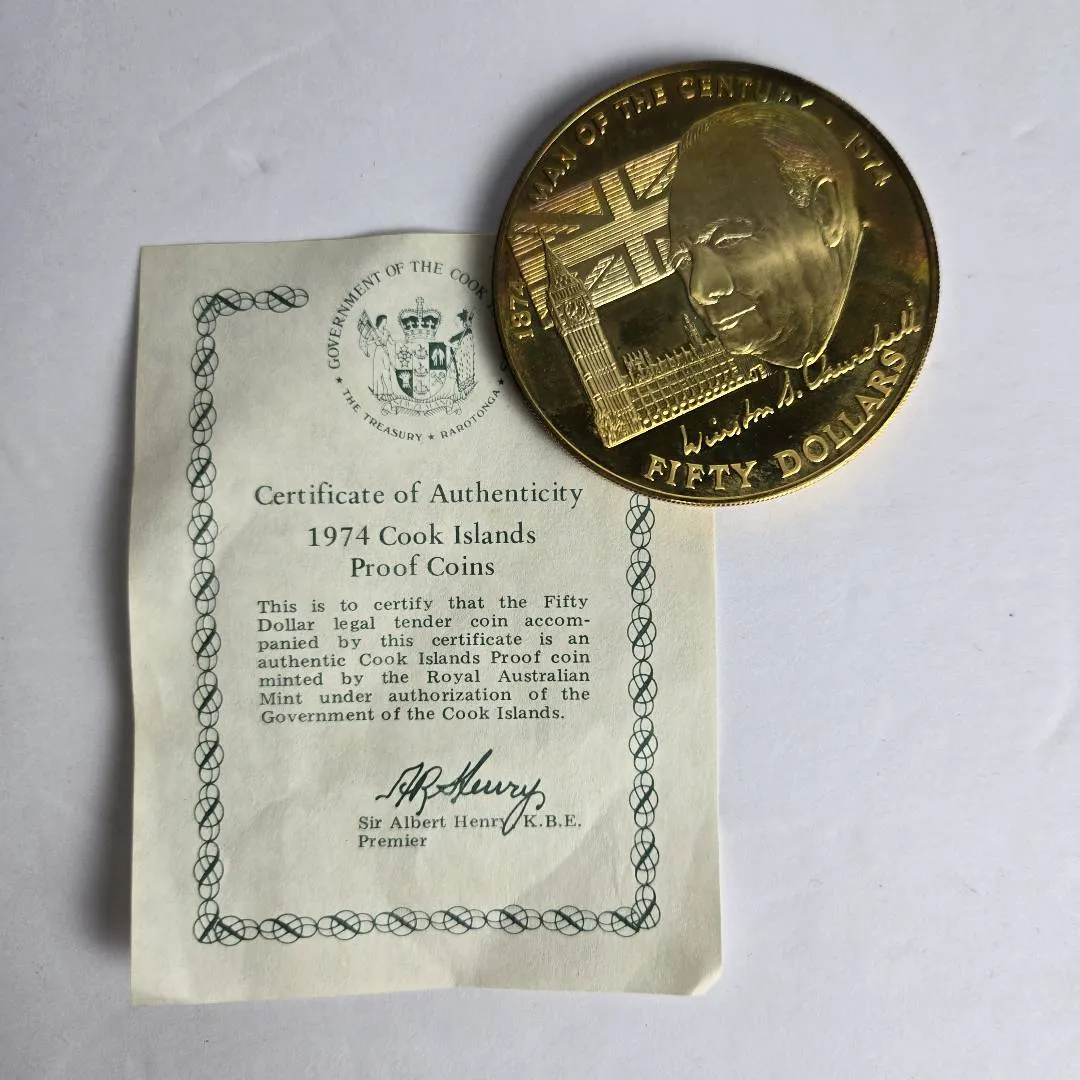 MAN OF THE CENTURY · 1974
1874
Winston S. Churchill
FIFTY DOLLARS
GOVERNMENT OF THE COOK
★ THE TREASURY ★ RAROTONGA ★
Certificate of Authenticity
1974 Cook Islands
Proof Coins
This is to certify that the Fifty
Dollar legal tender coin accom-
panied by this certificate is an
authentic Cook Islands Proof coin
minted by the Royal Australian
Mint under authorization of the
Government of the Cook Islands.
AR Henry
Sir Albert Henry, K.B.E.
Premier